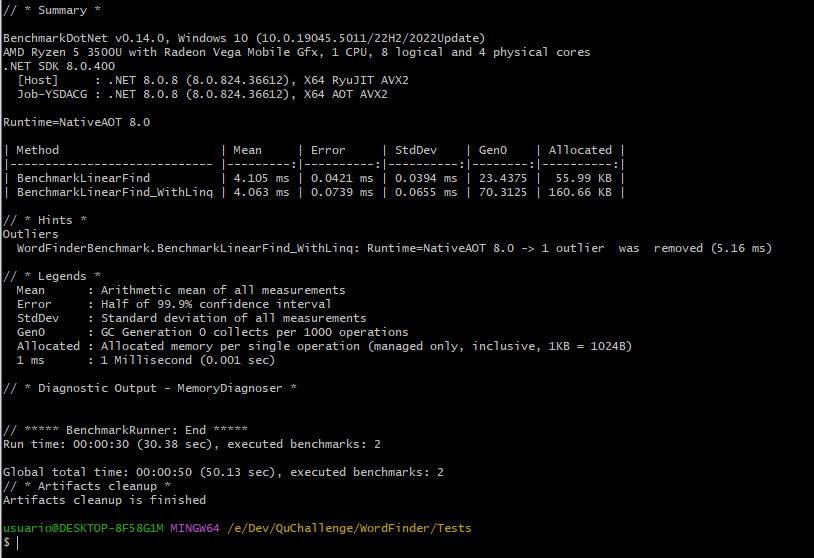 // * Summary *
BenchmarkDotNet v0.14.0, Windows 10 (10.0.19045.5011/22H2/2022Update)
AMD Ryzen 5 3500U with Radeon Vega Mobile Gfx, 1 CPU, 8 logical and 4 physical cores
.NET SDK 8.0.400
  [Host]     : .NET 8.0.8 (8.0.824.36612), X64 RyuJIT AVX2
  Job-YSDACG : .NET 8.0.8 (8.0.824.36612), X64 AOT AVX2
Runtime=NativeAOT 8.0
| Method                       | Mean     | Error     | StdDev    | Gen0    | Allocated |
|----------------------------- |---------:|----------:|----------:|--------:|----------:|
| BenchmarkLinearFind          | 4.105 ms | 0.0421 ms | 0.0394 ms | 23.4375 |  55.99 KB |
| BenchmarkLinearFind_WithLinq | 4.063 ms | 0.0739 ms | 0.0655 ms | 70.3125 | 160.66 KB |
// * Hints *
Outliers
  WordFinderBenchmark.BenchmarkLinearFind_WithLinq: Runtime=NativeAOT 8.0 -> 1 outlier  was  removed (5.16 ms)
// * Legends *
  Mean      : Arithmetic mean of all measurements
  Error     : Half of 99.9% confidence interval
  StdDev    : Standard deviation of all measurements
  Gen0      : GC Generation 0 collects per 1000 operations
  Allocated : Allocated memory per single operation (managed only, inclusive, 1KB = 1024B)
  1 ms      : 1 Millisecond (0.001 sec)
// * Diagnostic Output - MemoryDiagnoser *
// ***** BenchmarkRunner: End *****
Run time: 00:00:30 (30.38 sec), executed benchmarks: 2
Global total time: 00:00:50 (50.13 sec), executed benchmarks: 2
// * Artifacts cleanup *
Artifacts cleanup is finished
usuario@DESKTOP-8F58G1M MINGW64 /e/Dev/QuChallenge/WordFinder/Tests
$